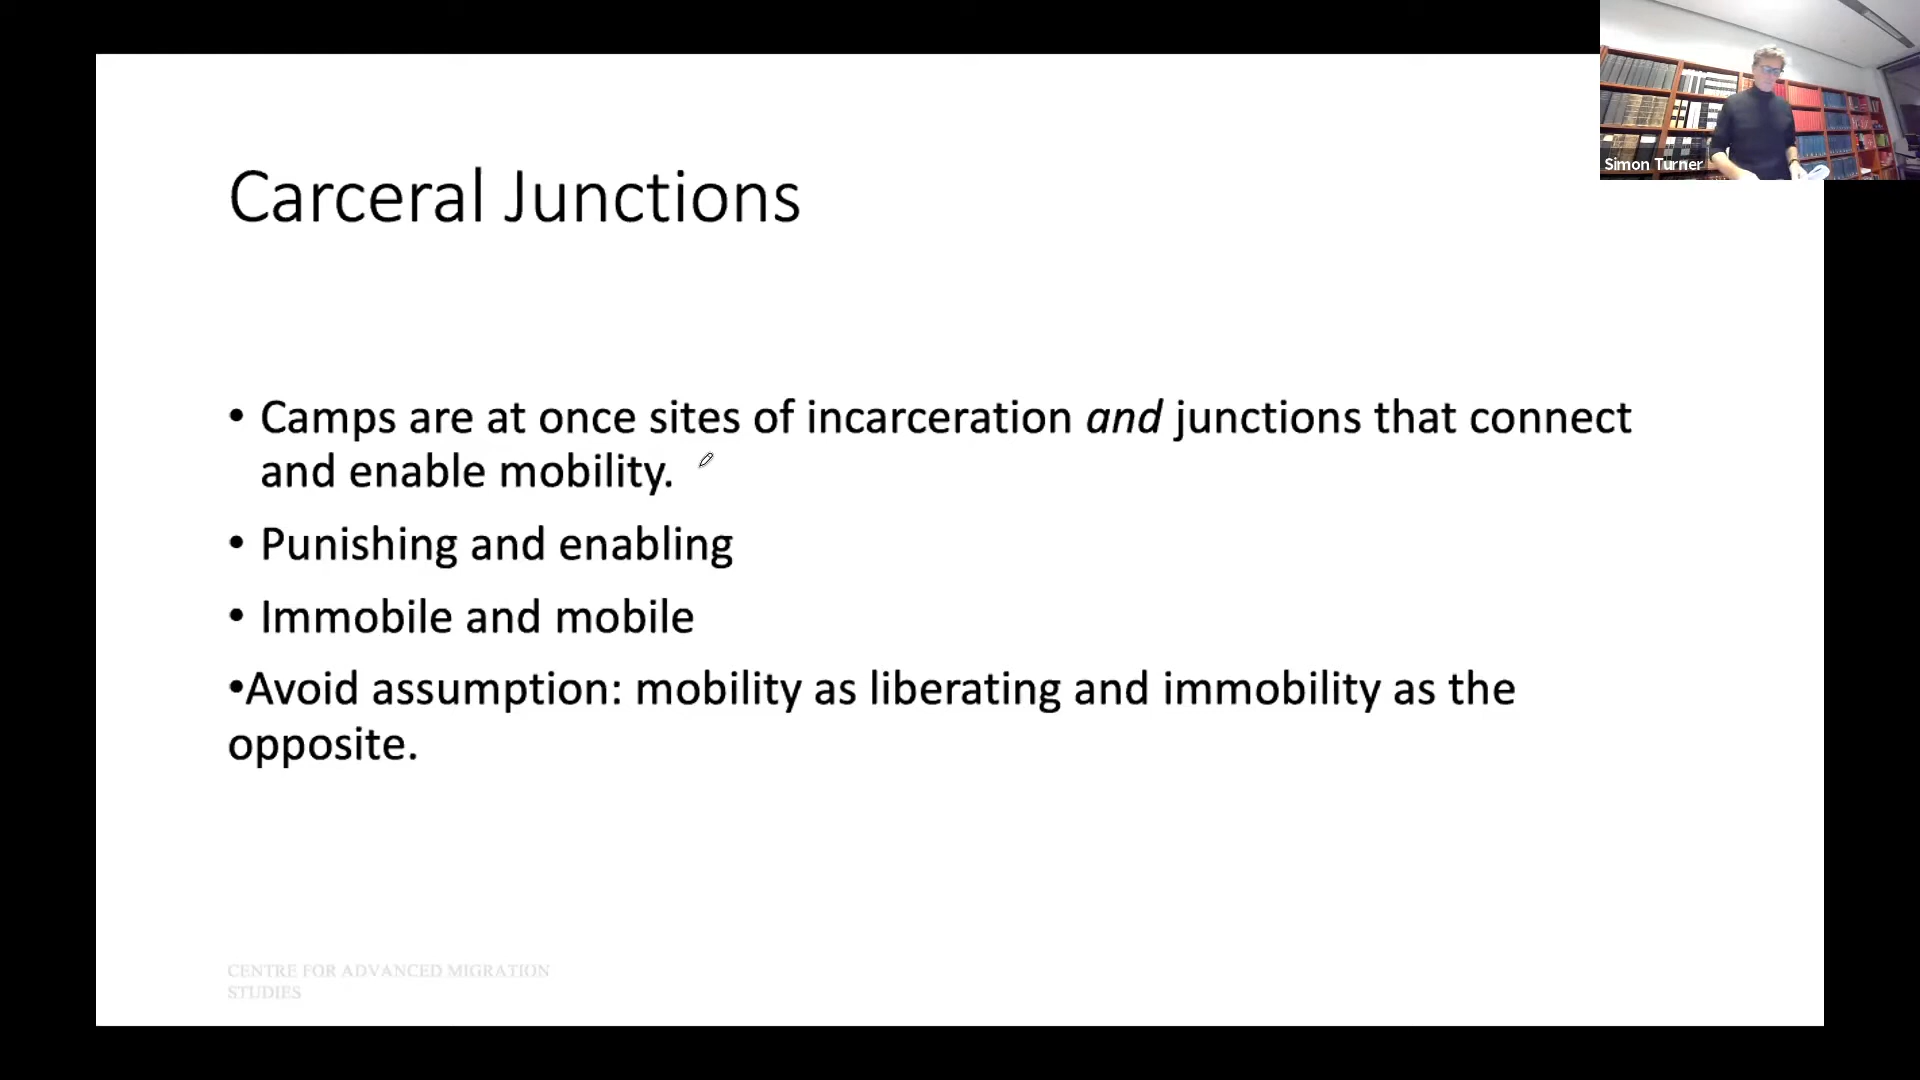 Simon Turner
Carceral Junctions
• Camps are at once sites of incarceration and junctions that connect
and enable mobility.
• Punishing and enabling
• Immobile and mobile
•Avoid assumption: mobility as liberating and immobility as the
opposite.
CENTRE FOR ADVANCED MIGRATION
STUDIES